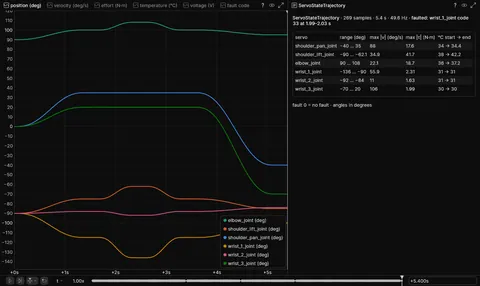 position (deg) velocity (deg/s) effort (N·m) temperature (°C) voltage (V) fault code
120
110
100
90
80
70
60
50
40
30
20
10
0
-10
-20
-30
-40
-50
-60
-70
-80
-90
-100
-110
-120
-130
-140
elbow_joint (deg)
shoulder_lift_joint (deg)
shoulder_pan_joint (deg)
wrist_1_joint (deg)
wrist_2_joint (deg)
wrist_3_joint (deg)
+0s +1s +2s +3s +4s +5s
ServoStateTrajectory
ServoStateTrajectory · 269 samples · 5.4 s · 49.6 Hz · faulted: wrist_1_joint code
33 at 1.99–2.03 s
servo range (deg) max |v| (deg/s) max |τ| (N·m) °C start → end
shoulder_pan_joint −40 … 35 88 17.6 34 → 34.4
shoulder_lift_joint −90 … −62.1 34.9 41.7 39 → 42.2
elbow_joint 90 … 108 22.1 18.7 36 → 37.2
wrist_1_joint −136 … −90 55.9 2.31 31 → 31
wrist_2_joint −92 … −84 11 1.63 31 → 31
wrist_3_joint −70 … 20 106 1.99 30 → 30
fault 0 = no fault · angles in degrees
1.00x
+5.400s